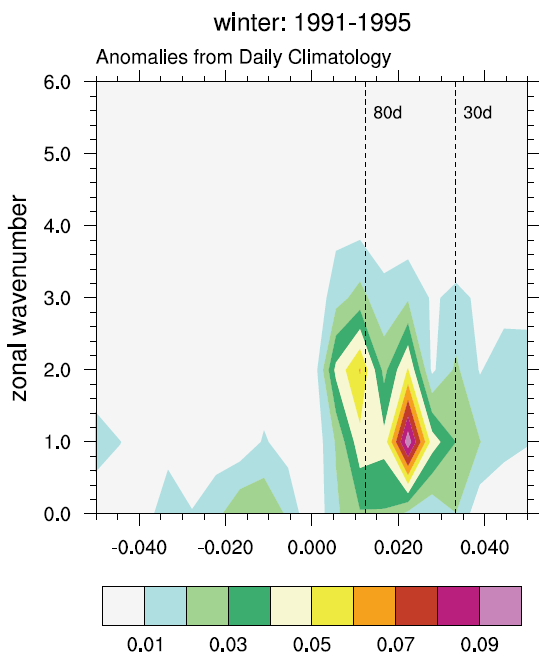 winter: 1991-1995
Anomalies from Daily Climatology
6.0
80d 30d
5.0
4.0
zonal wavenumber
3.0
2.0
1.0
0.0
-0.040 -0.020 0.000 0.020 0.040
0.01 0.03 0.05 0.07 0.09